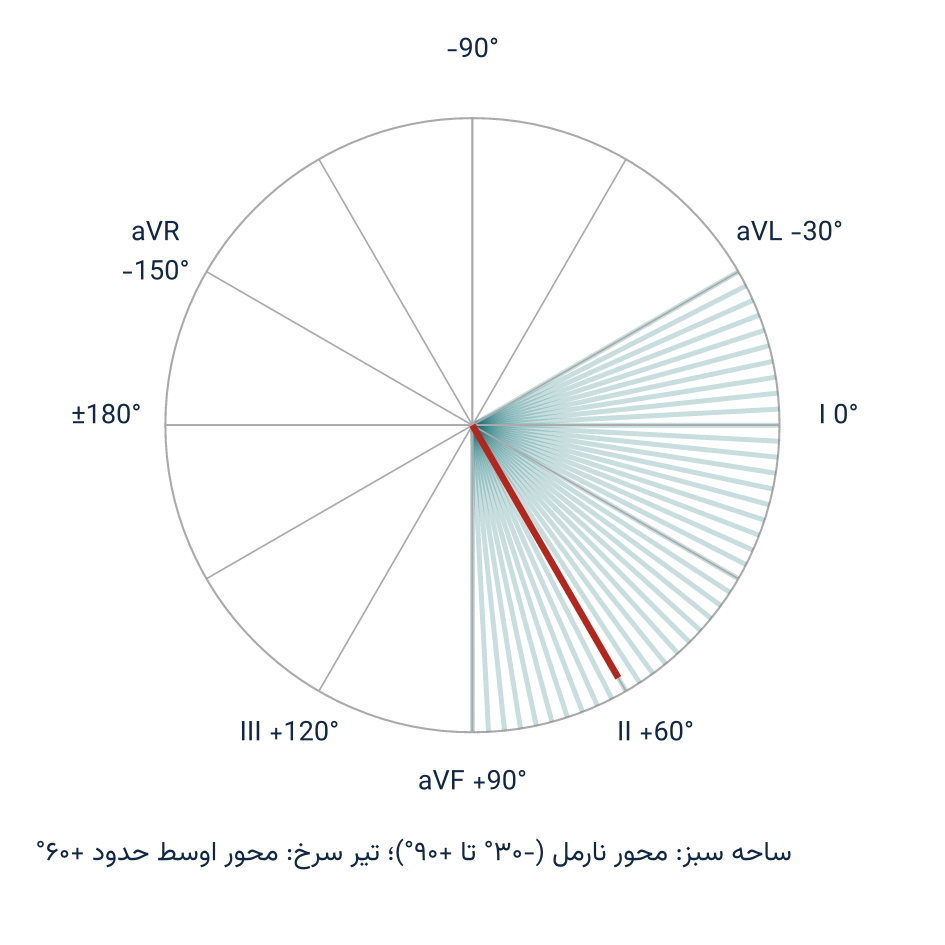 -90°
aVR
-150°
aVL -30°
±180°
I 0°
III +120°
II +60°
aVF +90°
ساحه سبز: محور نارمل (-۳۰° تا +۹۰°)؛ تیر سرخ: محور اوسط حدود +۶۰°